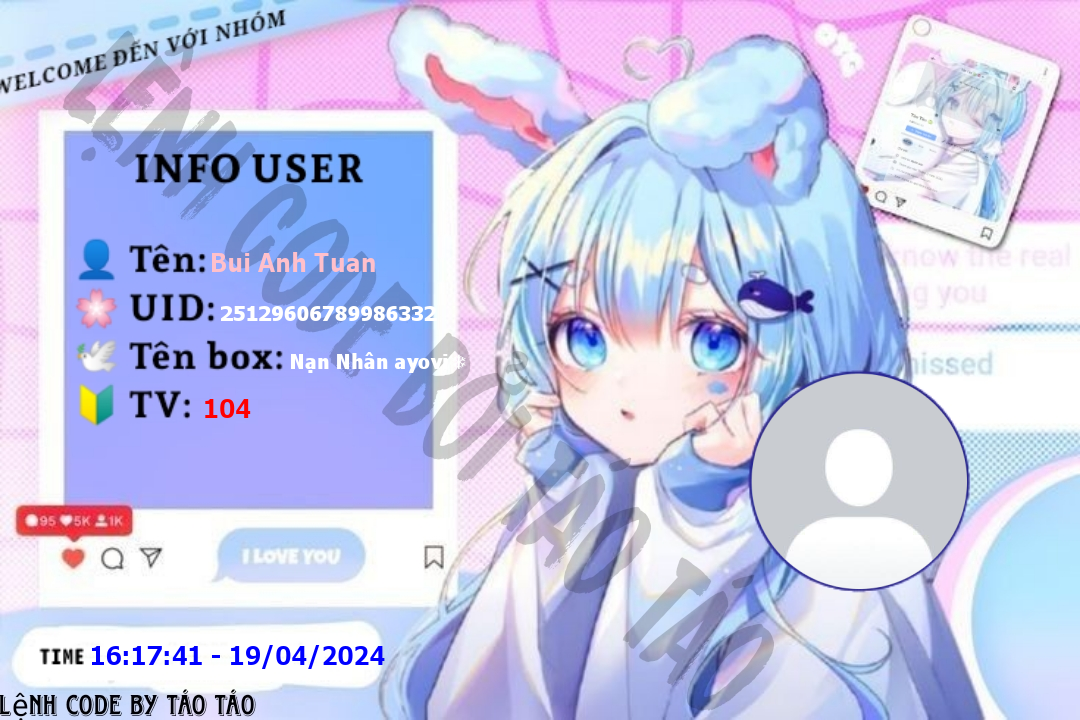 WELCOME ĐẾN VỚI NHÓM
INFO USER
Tên: Bui Anh Tuan
UID: 25129606789986332
Tên box: Nạn Nhân ayovi
TV: 104
95 5K 1K
I LOVE YOU
know the real
g you
missed
TIME 16:17:41 - 19/04/2024
LỆNH CODE BY TÁO TÁO
LỆNH CODE BỞI TÁO TÁO